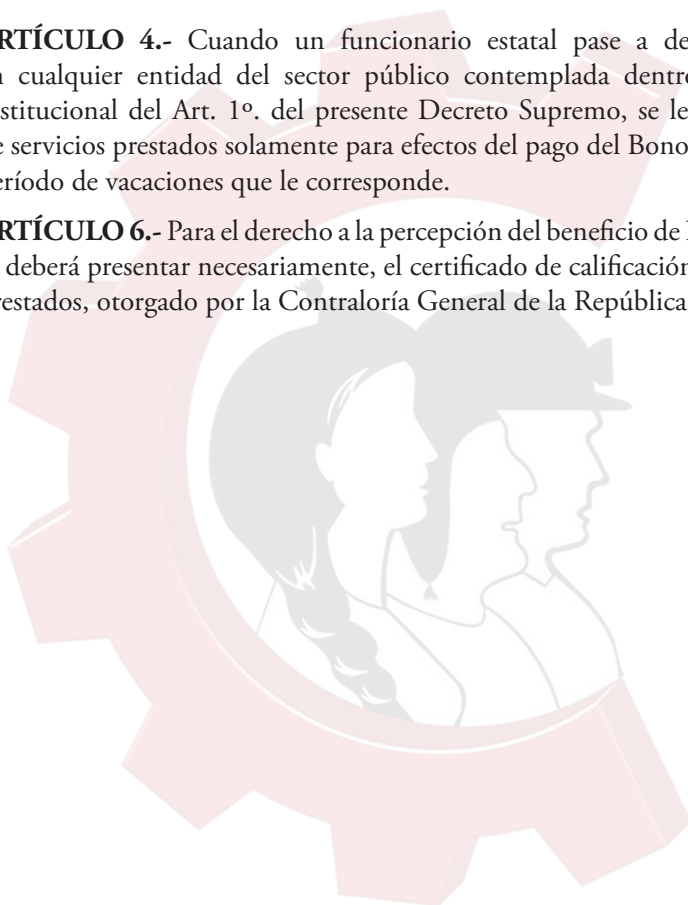 RTÍCULO 4.- Cuando un funcionario estatal pase a de
cualquier entidad del sector público contemplada dentro
stitucional del Art. 1º. del presente Decreto Supremo, se le
e servicios prestados solamente para efectos del pago del Bono
eríodo de vacaciones que le corresponde.
RTÍCULO 6.- Para el derecho a la percepción del beneficio de
deberá presentar necesariamente, el certificado de calificación
restados, otorgado por la Contraloría General de la República